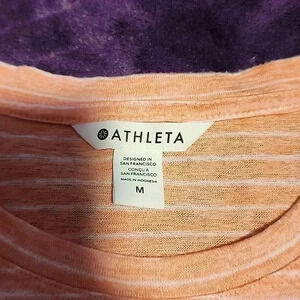 ATHLETA
DESIGNED IN
SAN FRANCISCO
CONÇU À
SAN FRANCISCO
MADE IN INDONESIA
M